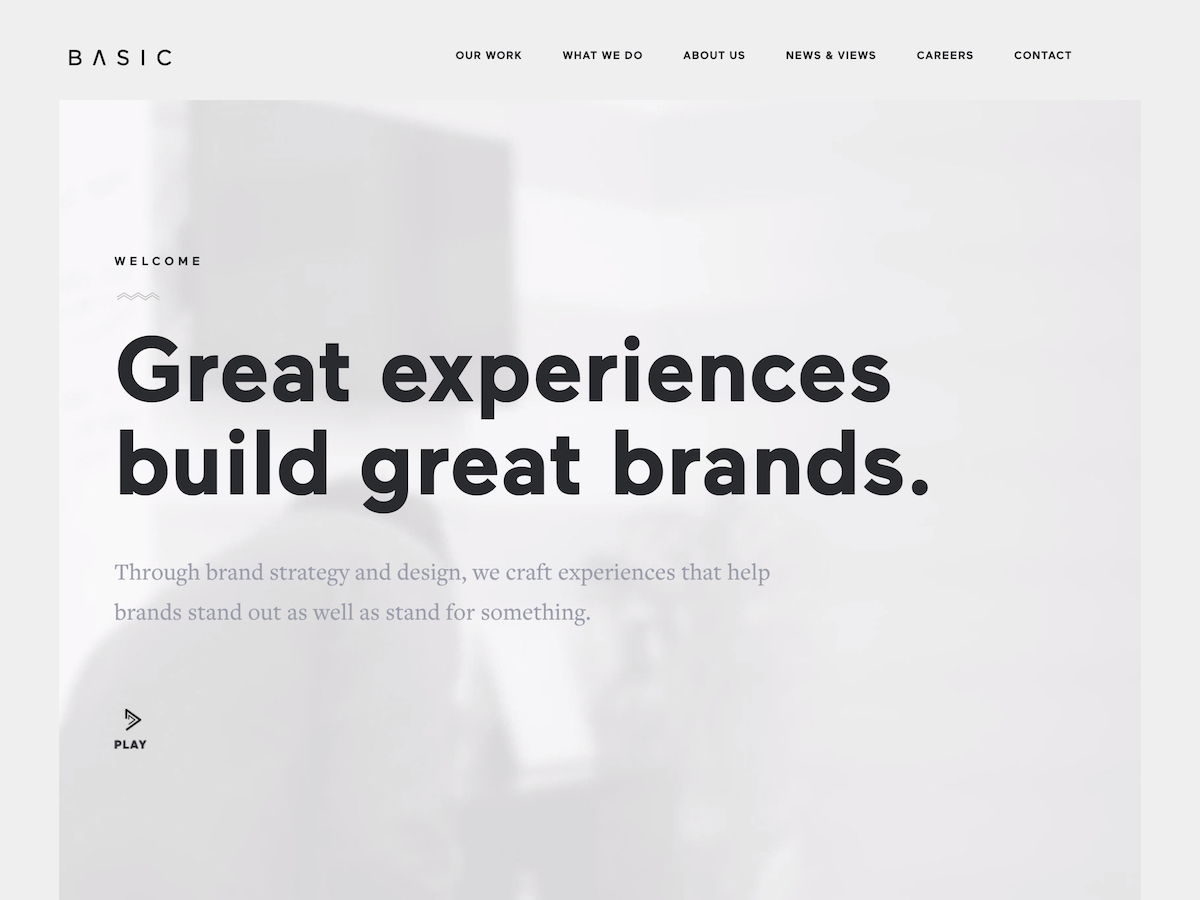 BASIC
OUR WORK WHAT WE DO ABOUT US NEWS & VIEWS CAREERS CONTACT
WELCOME
Great experiences
build great brands.
Through brand strategy and design, we craft experiences that help
brands stand out as well as stand for something.
PLAY